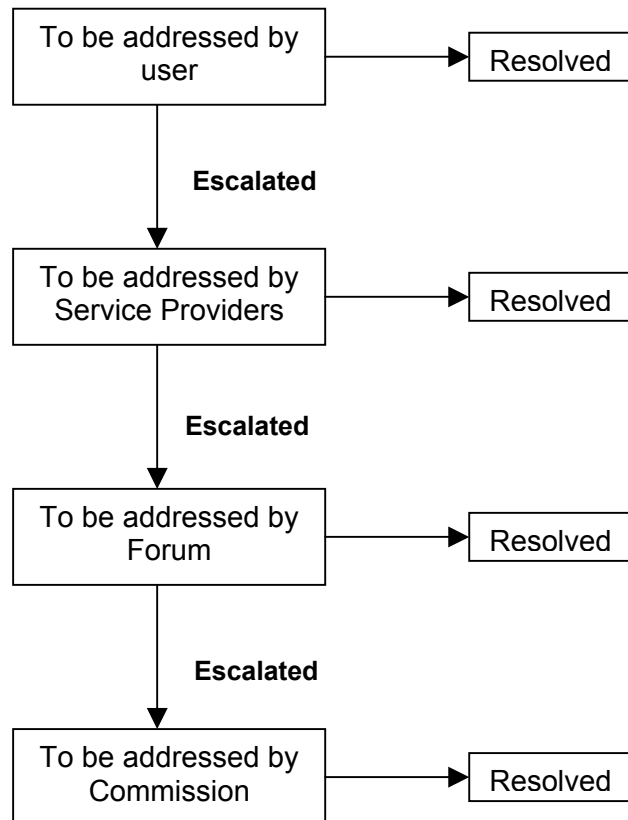 To be addressed by
user
Resolved
Escalated
To be addressed by
Service Providers
Resolved
Escalated
To be addressed by
Forum
Resolved
Escalated
To be addressed by
Commission
Resolved